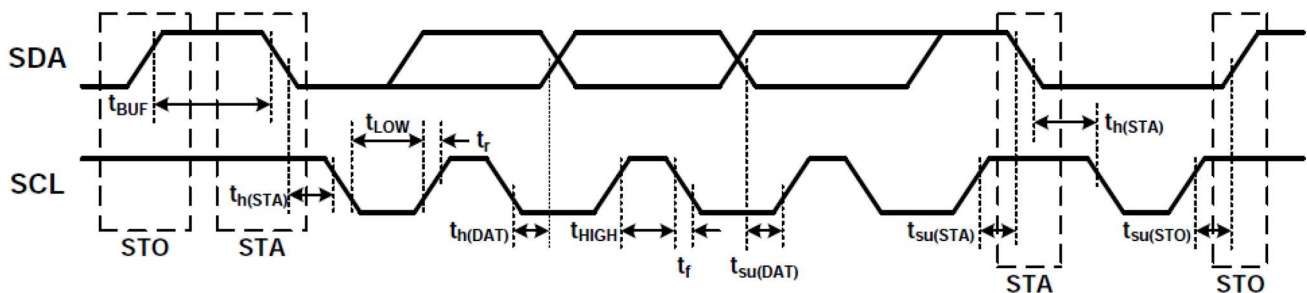 SDA
tBUF
tLOW
tr
th(STA)
SCL
th(STA)
th(DAT)
tHIGH
tsu(STA)
tsu(STO)
STO
STA
tf
tsu(DAT)
STA
STO